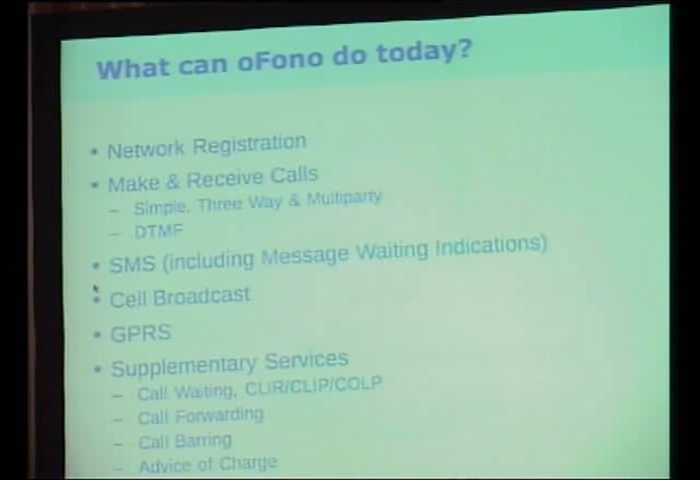 What can oFono do today?
• Network Registration
• Make & Receive Calls
– Simple, Three Way & Multiparty
– DTMF
• SMS (including Message Waiting Indications)
• Cell Broadcast
• GPRS
• Supplementary Services
– Call Waiting, CLIR/CLIP/COLP
– Call Forwarding
– Call Barring
– Advice of Charge